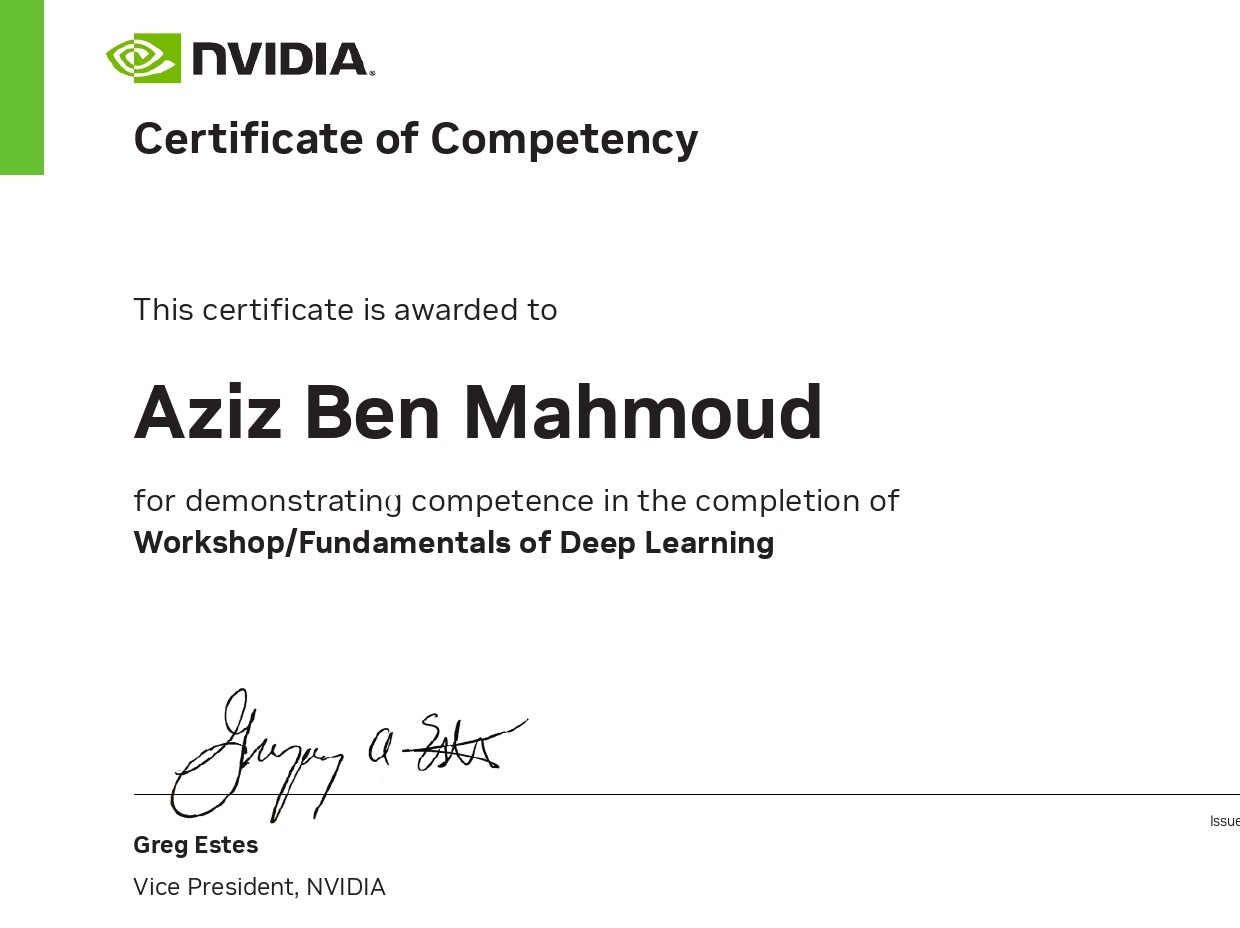 NVIDIA®
Certificate of Competency
This certificate is awarded to
Aziz Ben Mahmoud
for demonstrating competence in the completion of
Workshop/Fundamentals of Deep Learning
Gregory A Estes
Issue
Greg Estes
Vice President, NVIDIA